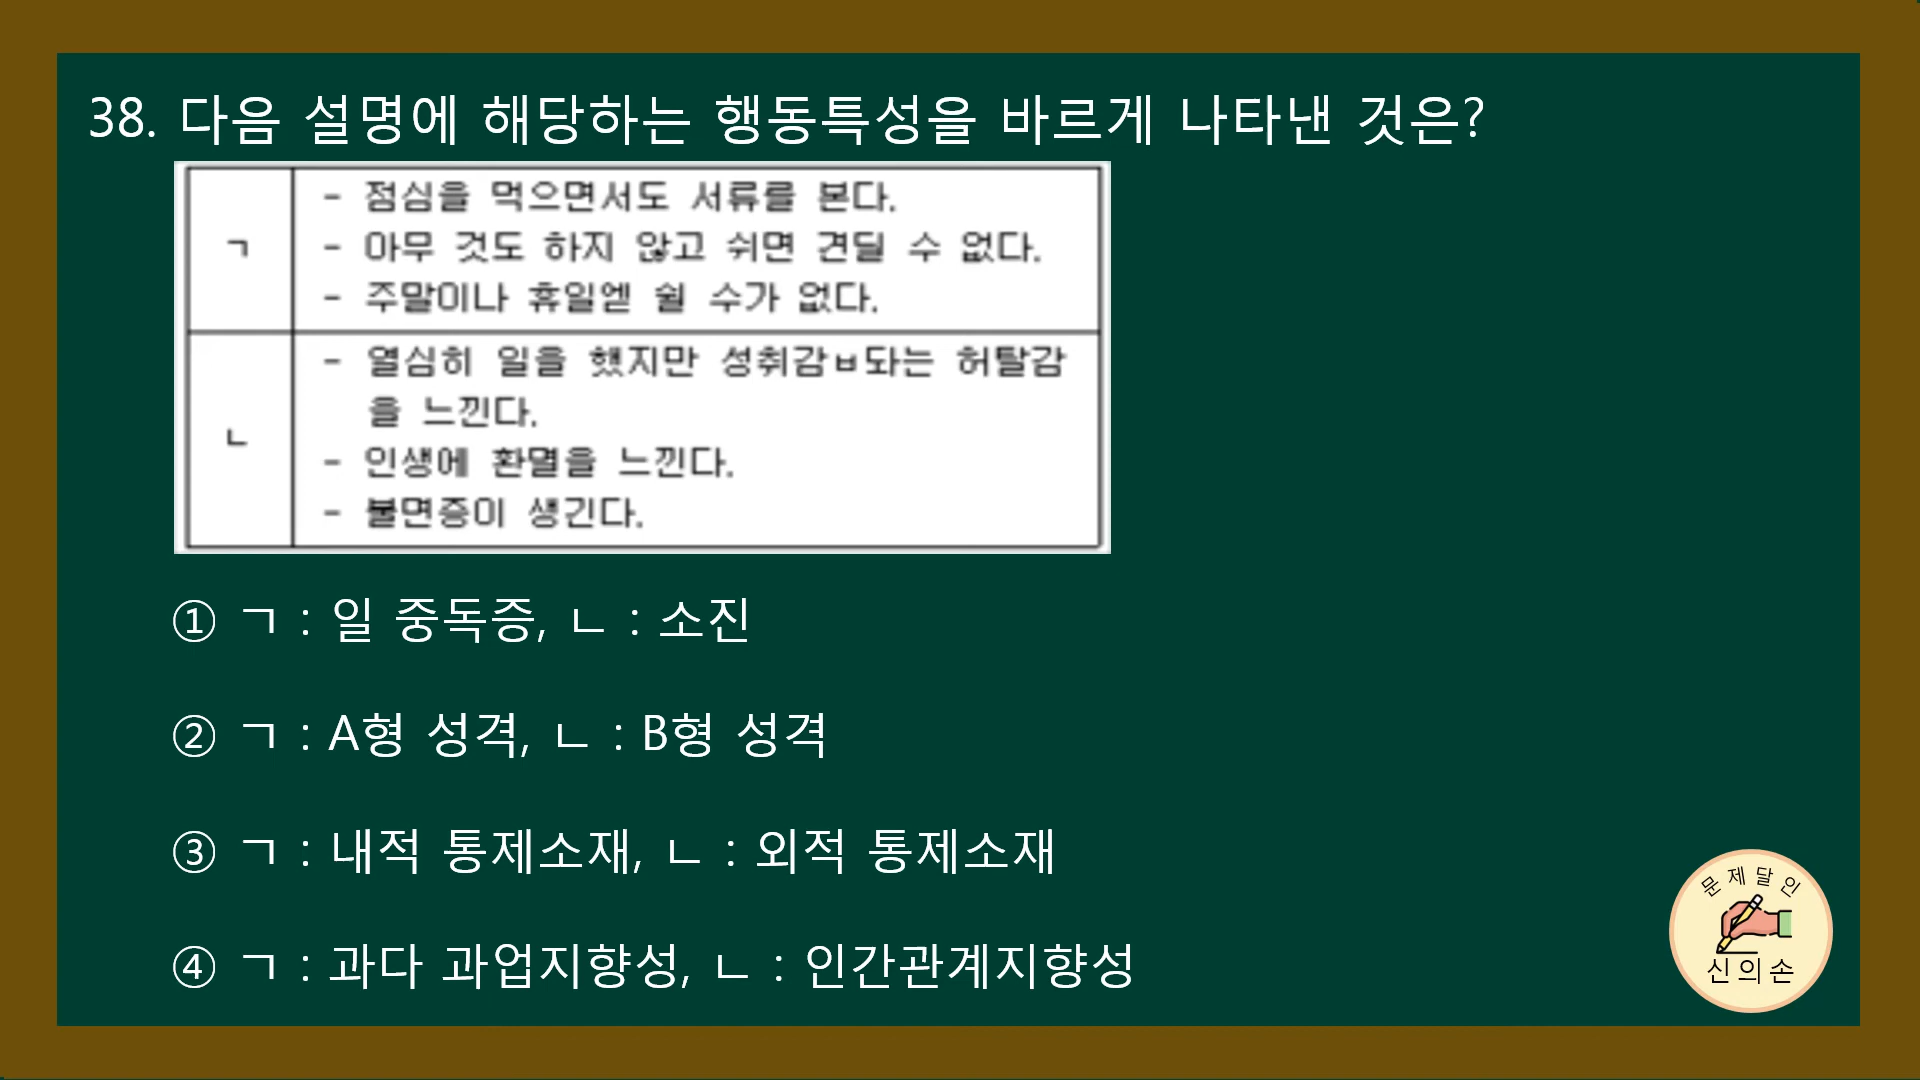 38. 다음 설명에 해당하는 행동특성을 바르게 나타낸 것은?
ㄱ
- 점심을 먹으면서도 서류를 본다.
- 아무 것도 하지 않고 쉬면 견딜 수 없다.
- 주말이나 휴일엔 쉴 수가 없다.
ㄴ
- 열심히 일을 했지만 성취감ㅂ돠는 허탈감
을 느낀다.
- 인생에 환멸을 느낀다.
- 불면증이 생긴다.
① ㄱ : 일 중독증, ㄴ : 소진
② ㄱ : A형 성격, ㄴ : B형 성격
③ ㄱ : 내적 통제소재, ㄴ : 외적 통제소재
④ ㄱ : 과다 과업지향성, ㄴ : 인간관계지향성
문제달인
신의손